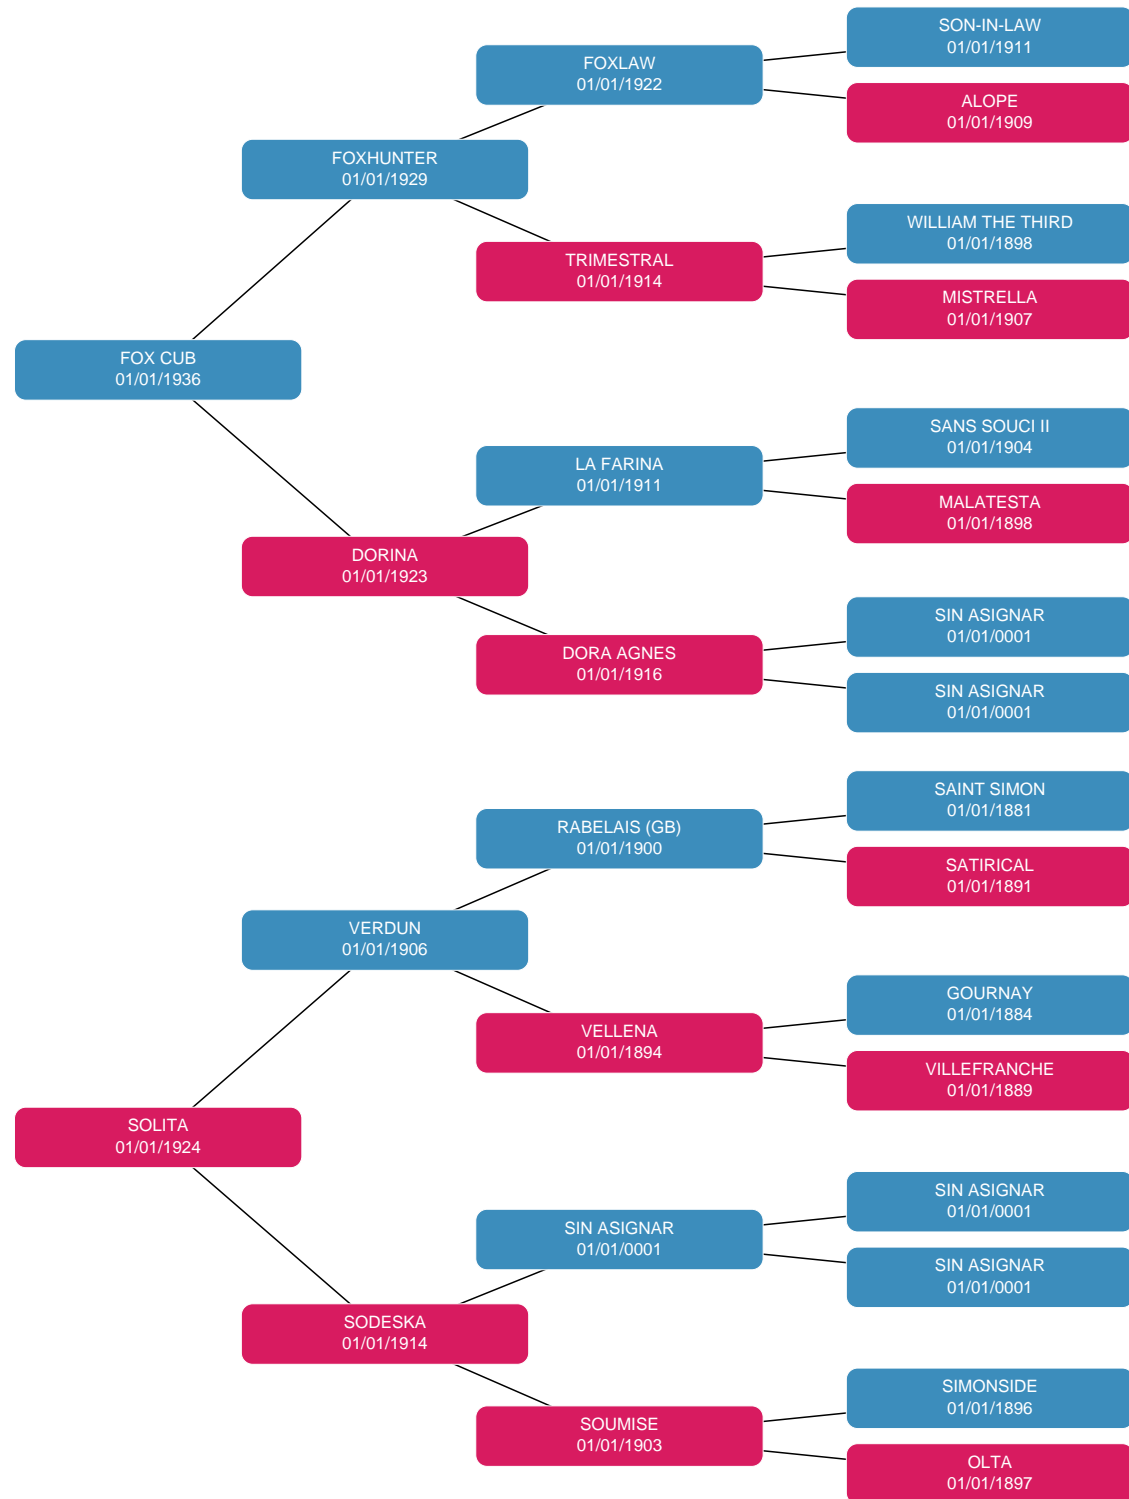 SON-IN-LAW
01/01/1911
FOXLAW
01/01/1922
ALOPE
01/01/1909
FOXHUNTER
01/01/1929
WILLIAM THE THIRD
01/01/1898
TRIMESTRAL
01/01/1914
MISTRELLA
01/01/1907
FOX CUB
01/01/1936
SANS SOUCI II
01/01/1904
LA FARINA
01/01/1911
MALATESTA
01/01/1898
DORINA
01/01/1923
SIN ASIGNAR
01/01/0001
DORA AGNES
01/01/1916
SIN ASIGNAR
01/01/0001
SAINT SIMON
01/01/1881
RABELAIS (GB)
01/01/1900
SATIRICAL
01/01/1891
VERDUN
01/01/1906
GOURNAY
01/01/1884
VELLENA
01/01/1894
VILLEFRANCHE
01/01/1889
SOLITA
01/01/1924
SIN ASIGNAR
01/01/0001
SIN ASIGNAR
01/01/0001
SIN ASIGNAR
01/01/0001
SODESKA
01/01/1914
SIMONSIDE
01/01/1896
SOUMISE
01/01/1903
OLTA
01/01/1897